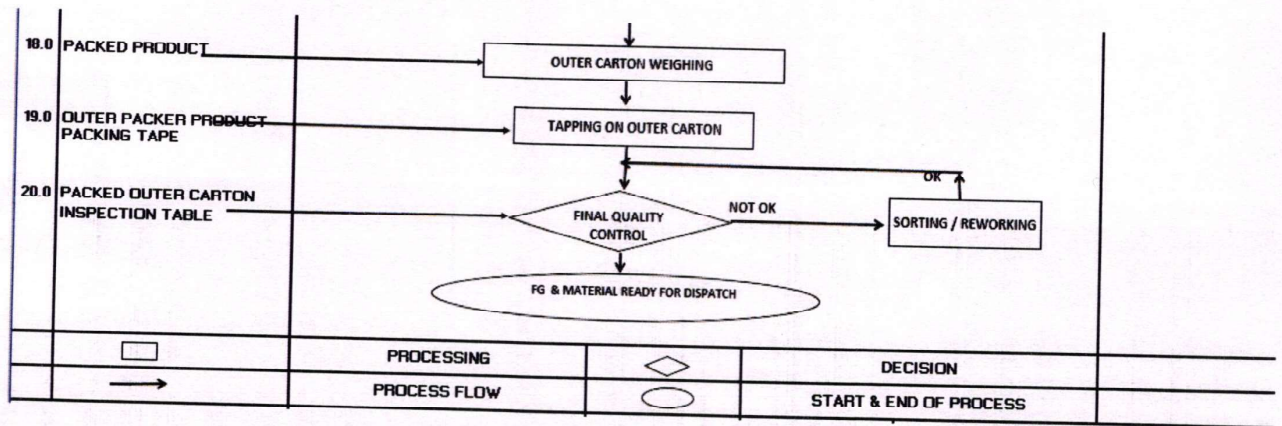 18.0 PACKED PRODUCT
OUTER CARTON WEIGHING
19.0 OUTER PACKER PRODUCT
PACKING TAPE
TAPPING ON OUTER CARTON
OK
20.0 PACKED OUTER CARTON
INSPECTION TABLE
FINAL QUALITY
CONTROL
NOT OK
SORTING / REWORKING
FG & MATERIAL READY FOR DISPATCH
PROCESSING
DECISION
PROCESS FLOW
START & END OF PROCESS